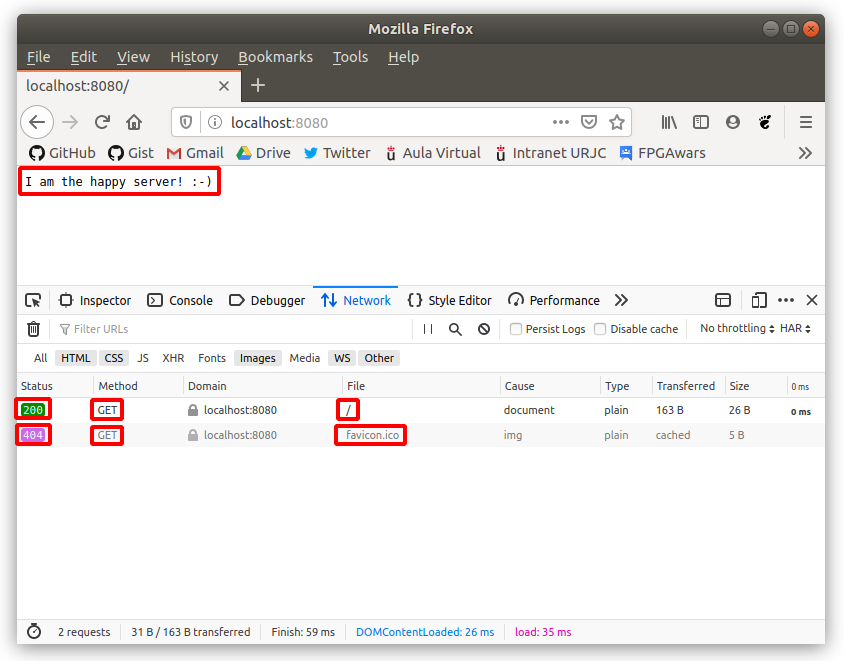 Mozilla Firefox
File Edit View History Bookmarks Tools Help
localhost:8080/
localhost:8080
GitHub Gist Gmail Drive Twitter Aula Virtual Intranet URJC FPGAwars
I am the happy server! :-)
Inspector Console Debugger Network Style Editor Performance
Filter URLs Persist Logs Disable cache No throttling HAR
All HTML CSS JS XHR Fonts Images Media WS Other
Status Method Domain File Cause Type Transferred Size 0 ms
200 GET localhost:8080 / document plain 163 B 26 B 0 ms
404 GET localhost:8080 favicon.ico img plain cached 5 B
2 requests 31 B / 163 B transferred Finish: 59 ms DOMContentLoaded: 26 ms load: 35 ms